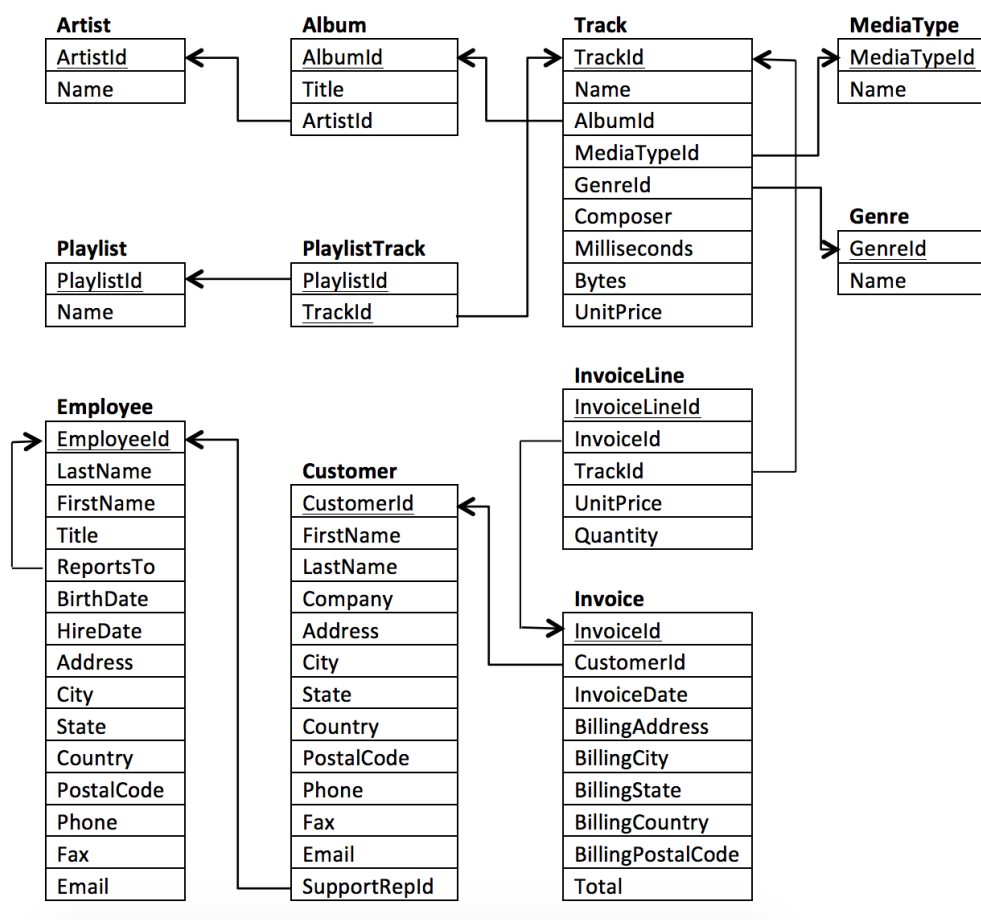 Artist
ArtistId
Name
Album
AlbumId
Title
ArtistId
Track
TrackId
Name
AlbumId
MediaTypeId
GenreId
Composer
Milliseconds
Bytes
UnitPrice
MediaType
MediaTypeId
Name
Genre
GenreId
Name
Playlist
PlaylistId
Name
PlaylistTrack
PlaylistId
TrackId
Employee
EmployeeId
LastName
FirstName
Title
ReportsTo
BirthDate
HireDate
Address
City
State
Country
PostalCode
Phone
Fax
Email
Customer
CustomerId
FirstName
LastName
Company
Address
City
State
Country
PostalCode
Phone
Fax
Email
SupportRepId
InvoiceLine
InvoiceLineId
InvoiceId
TrackId
UnitPrice
Quantity
Invoice
InvoiceId
CustomerId
InvoiceDate
BillingAddress
BillingCity
BillingState
BillingCountry
BillingPostalCode
Total